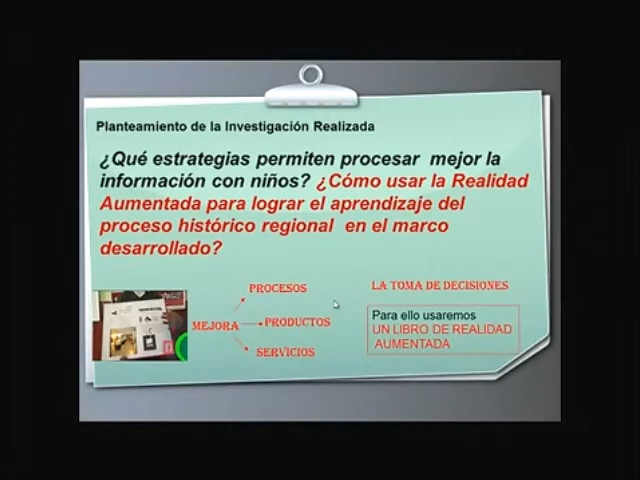 Planteamiento de la Investigación Realizada
¿Qué estrategias permiten procesar mejor la
información con niños? ¿Cómo usar la Realidad
Aumentada para lograr el aprendizaje del
proceso histórico regional en el marco
desarrollado?
PROCESOS
LA TOMA DE DECISIONES
MEJORA
PRODUCTOS
SERVICIOS
Para ello usaremos
UN LIBRO DE REALIDAD
AUMENTADA